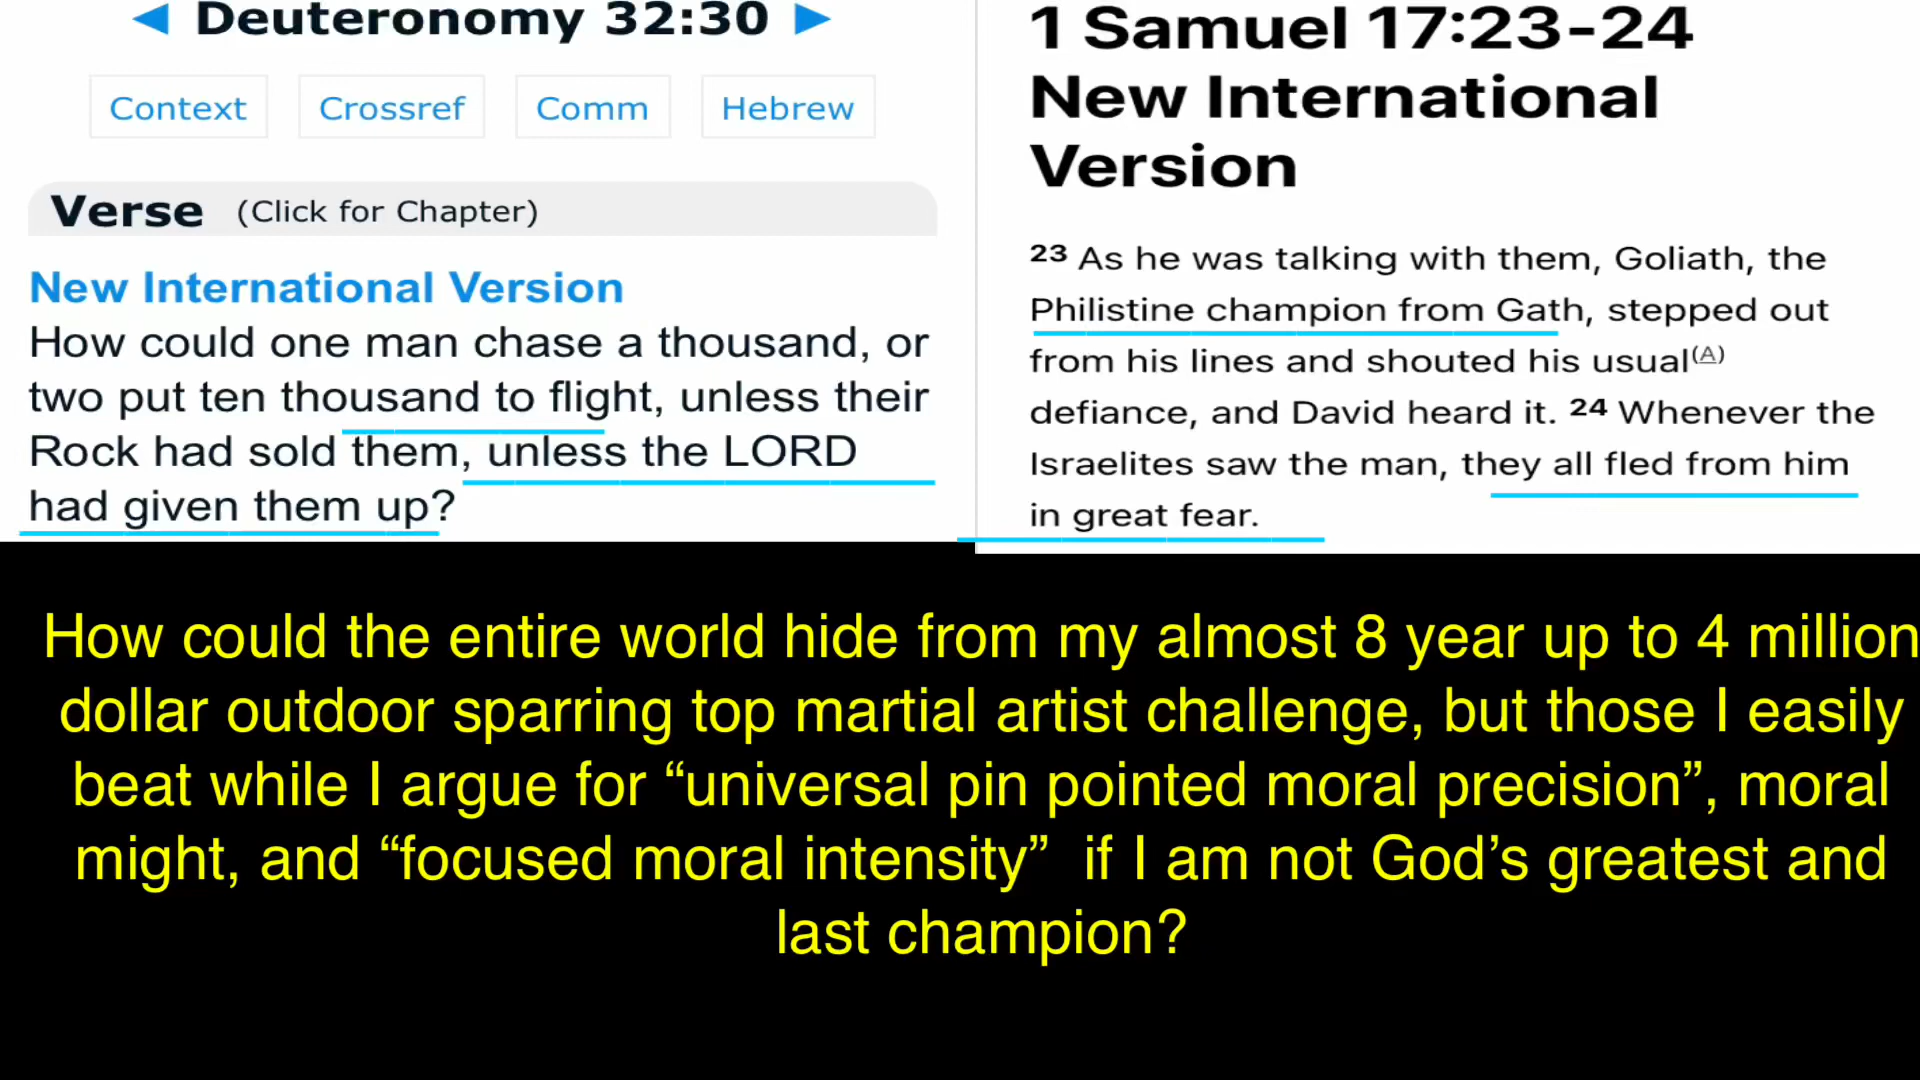 ◄ Deuteronomy 32:30 ►
Context Crossref Comm Hebrew
Verse (Click for Chapter)
New International Version
How could one man chase a thousand, or
two put ten thousand to flight, unless their
Rock had sold them, unless the LORD
had given them up?
1 Samuel 17:23-24
New International
Version
23 As he was talking with them, Goliath, the
Philistine champion from Gath, stepped out
from his lines and shouted his usual(A)
defiance, and David heard it. 24 Whenever the
Israelites saw the man, they all fled from him
in great fear.
How could the entire world hide from my almost 8 year up to 4 million
dollar outdoor sparring top martial artist challenge, but those I easily
beat while I argue for “universal pin pointed moral precision”, moral
might, and “focused moral intensity” if I am not God’s greatest and
last champion?